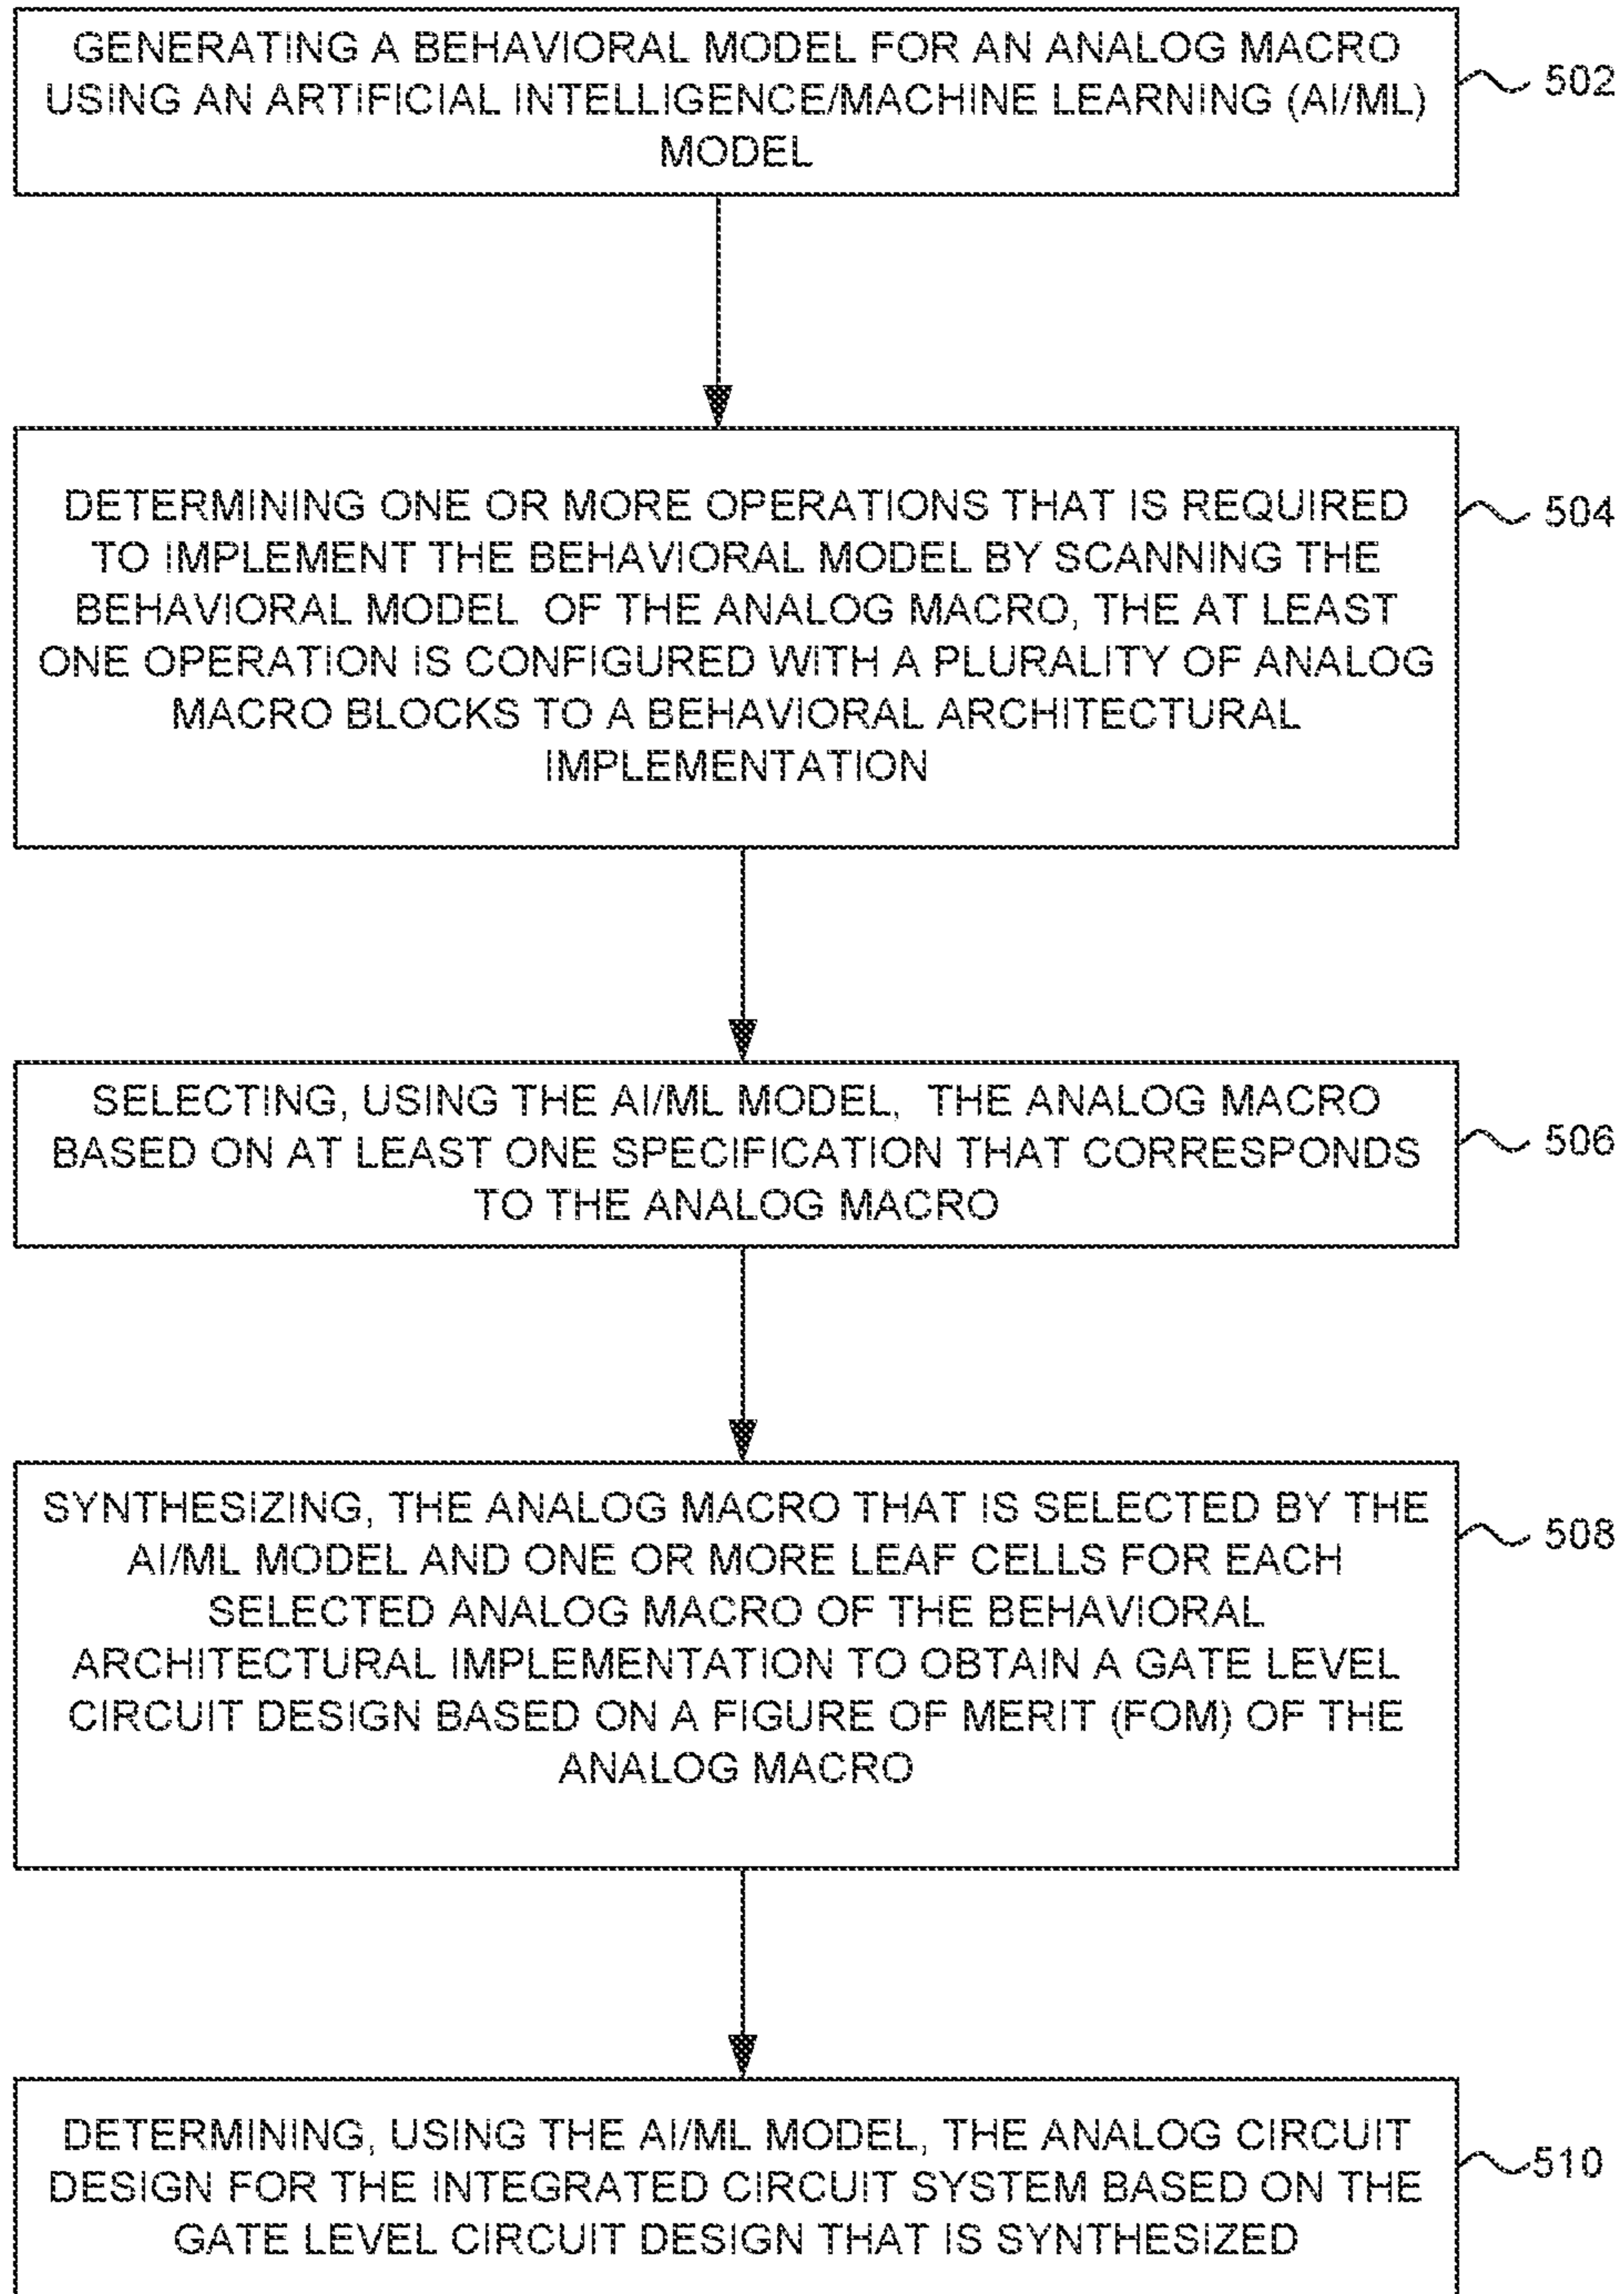 GENERATING A BEHAVIORAL MODEL FOR AN ANALOG MACRO
USING AN ARTIFICIAL INTELLIGENCE/MACHINE LEARNING (AI/ML)
MODEL
502
DETERMINING ONE OR MORE OPERATIONS THAT IS REQUIRED
TO IMPLEMENT THE BEHAVIORAL MODEL BY SCANNING THE
BEHAVIORAL MODEL OF THE ANALOG MACRO, THE AT LEAST
ONE OPERATION IS CONFIGURED WITH A PLURALITY OF ANALOG
MACRO BLOCKS TO A BEHAVIORAL ARCHITECTURAL
IMPLEMENTATION
504
SELECTING, USING THE AI/ML MODEL, THE ANALOG MACRO
BASED ON AT LEAST ONE SPECIFICATION THAT CORRESPONDS
TO THE ANALOG MACRO
506
SYNTHESIZING, THE ANALOG MACRO THAT IS SELECTED BY THE
AI/ML MODEL AND ONE OR MORE LEAF CELLS FOR EACH
SELECTED ANALOG MACRO OF THE BEHAVIORAL
ARCHITECTURAL IMPLEMENTATION TO OBTAIN A GATE LEVEL
CIRCUIT DESIGN BASED ON A FIGURE OF MERIT (FOM) OF THE
ANALOG MACRO
508
DETERMINING, USING THE AI/ML MODEL, THE ANALOG CIRCUIT
DESIGN FOR THE INTEGRATED CIRCUIT SYSTEM BASED ON THE
GATE LEVEL CIRCUIT DESIGN THAT IS SYNTHESIZED
510